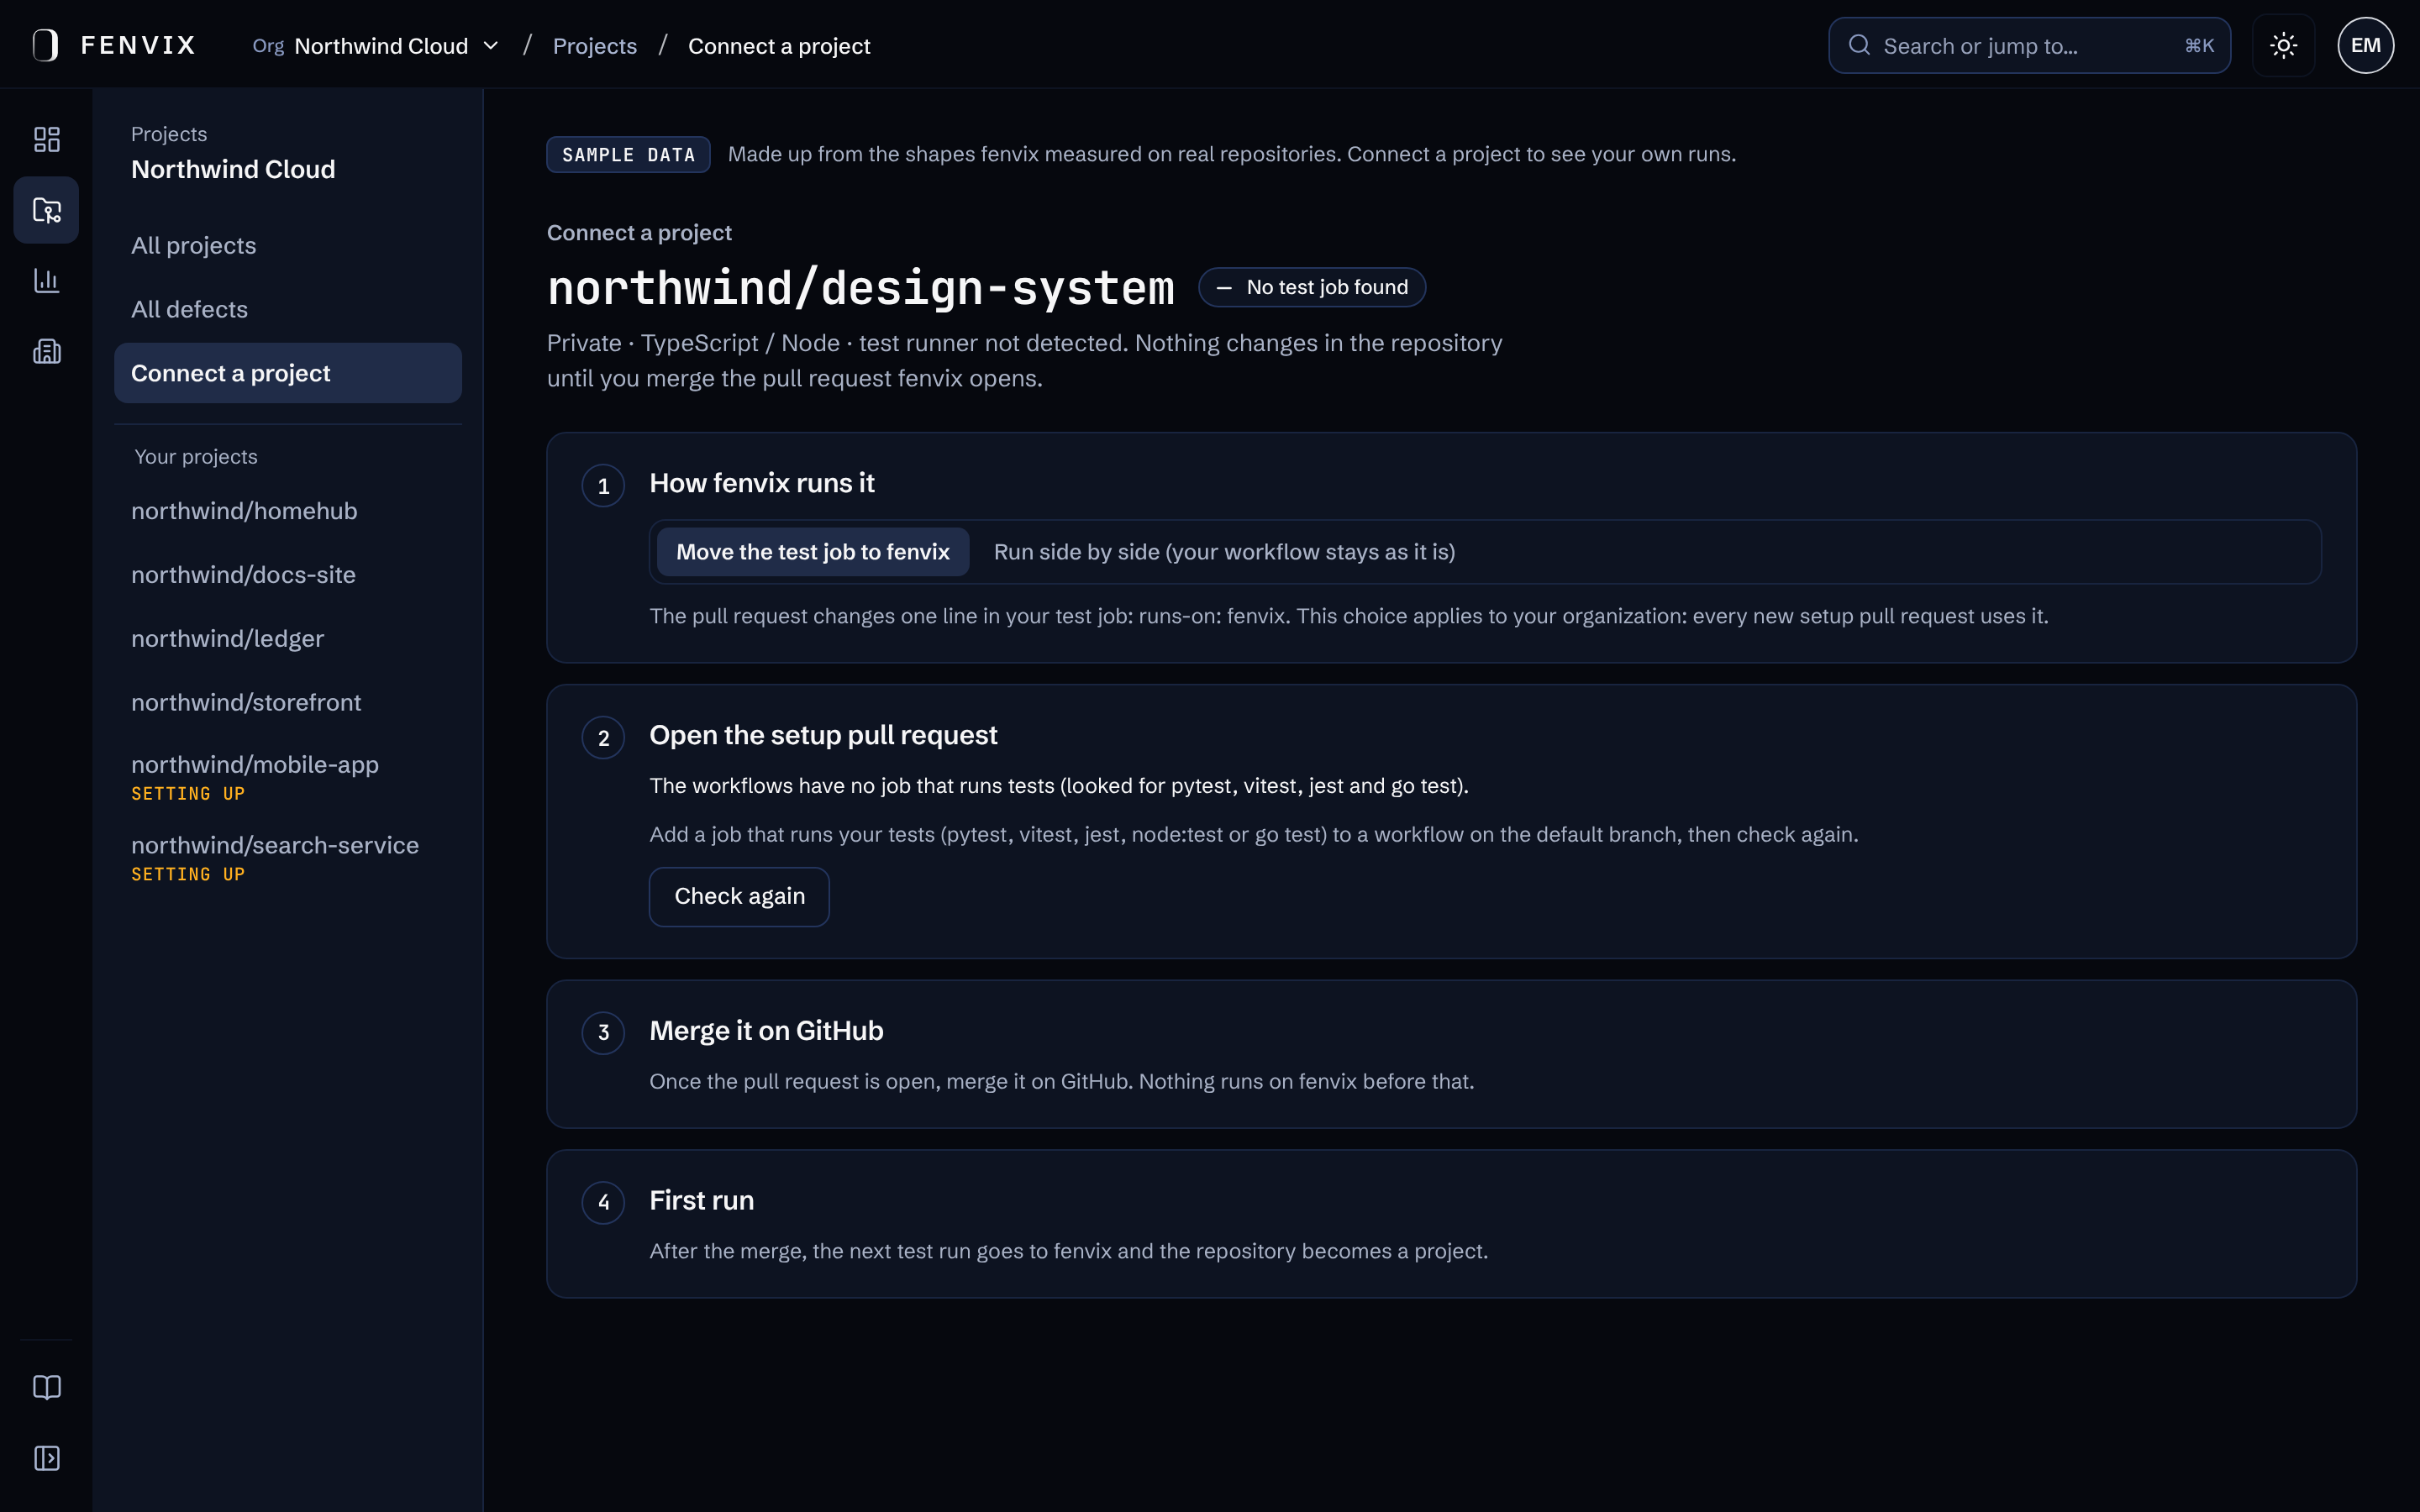 FENVIX
Org Northwind Cloud / Projects / Connect a project
Search or jump to... ⌘K
EM
Projects
Northwind Cloud
All projects
All defects
Connect a project
Your projects
northwind/homehub
northwind/docs-site
northwind/ledger
northwind/storefront
northwind/mobile-app
SETTING UP
northwind/search-service
SETTING UP
SAMPLE DATA Made up from the shapes fenvix measured on real repositories. Connect a project to see your own runs.
Connect a project
northwind/design-system — No test job found
Private · TypeScript / Node · test runner not detected. Nothing changes in the repository
until you merge the pull request fenvix opens.
1 How fenvix runs it
Move the test job to fenvix Run side by side (your workflow stays as it is)
The pull request changes one line in your test job: runs-on: fenvix. This choice applies to your organization: every new setup pull request uses it.
2 Open the setup pull request
The workflows have no job that runs tests (looked for pytest, vitest, jest and go test).
Add a job that runs your tests (pytest, vitest, jest, node:test or go test) to a workflow on the default branch, then check again.
Check again
3 Merge it on GitHub
Once the pull request is open, merge it on GitHub. Nothing runs on fenvix before that.
4 First run
After the merge, the next test run goes to fenvix and the repository becomes a project.